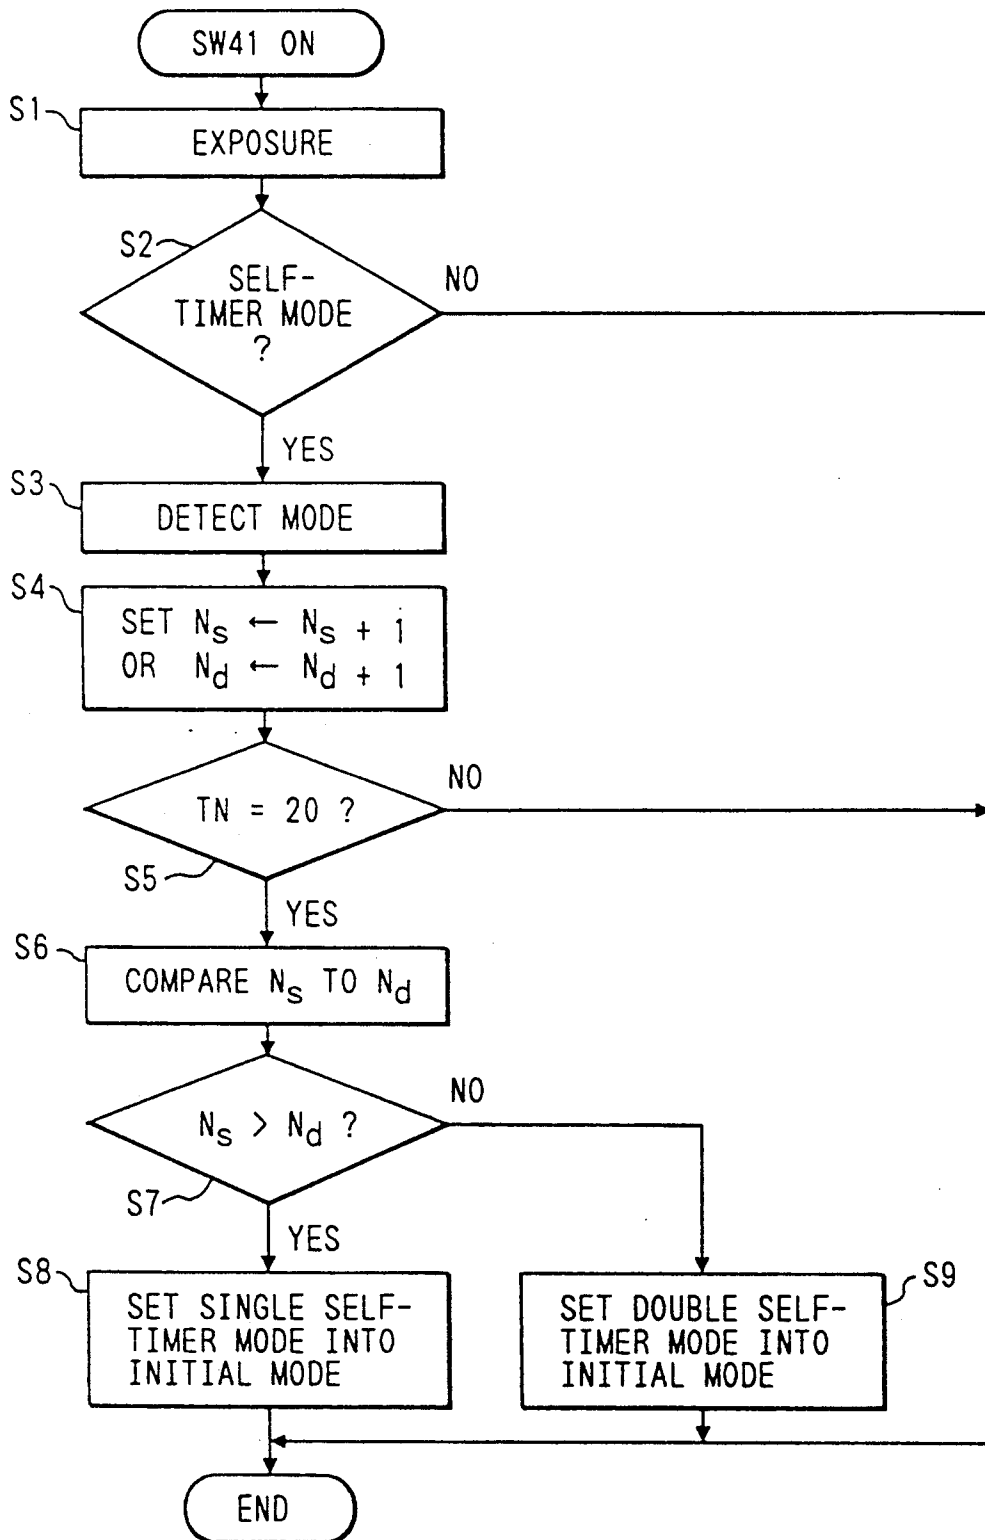 SW41 ON
S1
EXPOSURE
S2
SELF-
TIMER MODE
?
NO
YES
S3
DETECT MODE
S4
SET Ns ← Ns + 1
OR Nd ← Nd + 1
TN = 20 ?
NO
S5
YES
S6
COMPARE Ns TO Nd
Ns > Nd ?
NO
S7
YES
S8
SET SINGLE SELF-
TIMER MODE INTO
INITIAL MODE
S9
SET DOUBLE SELF-
TIMER MODE INTO
INITIAL MODE
END